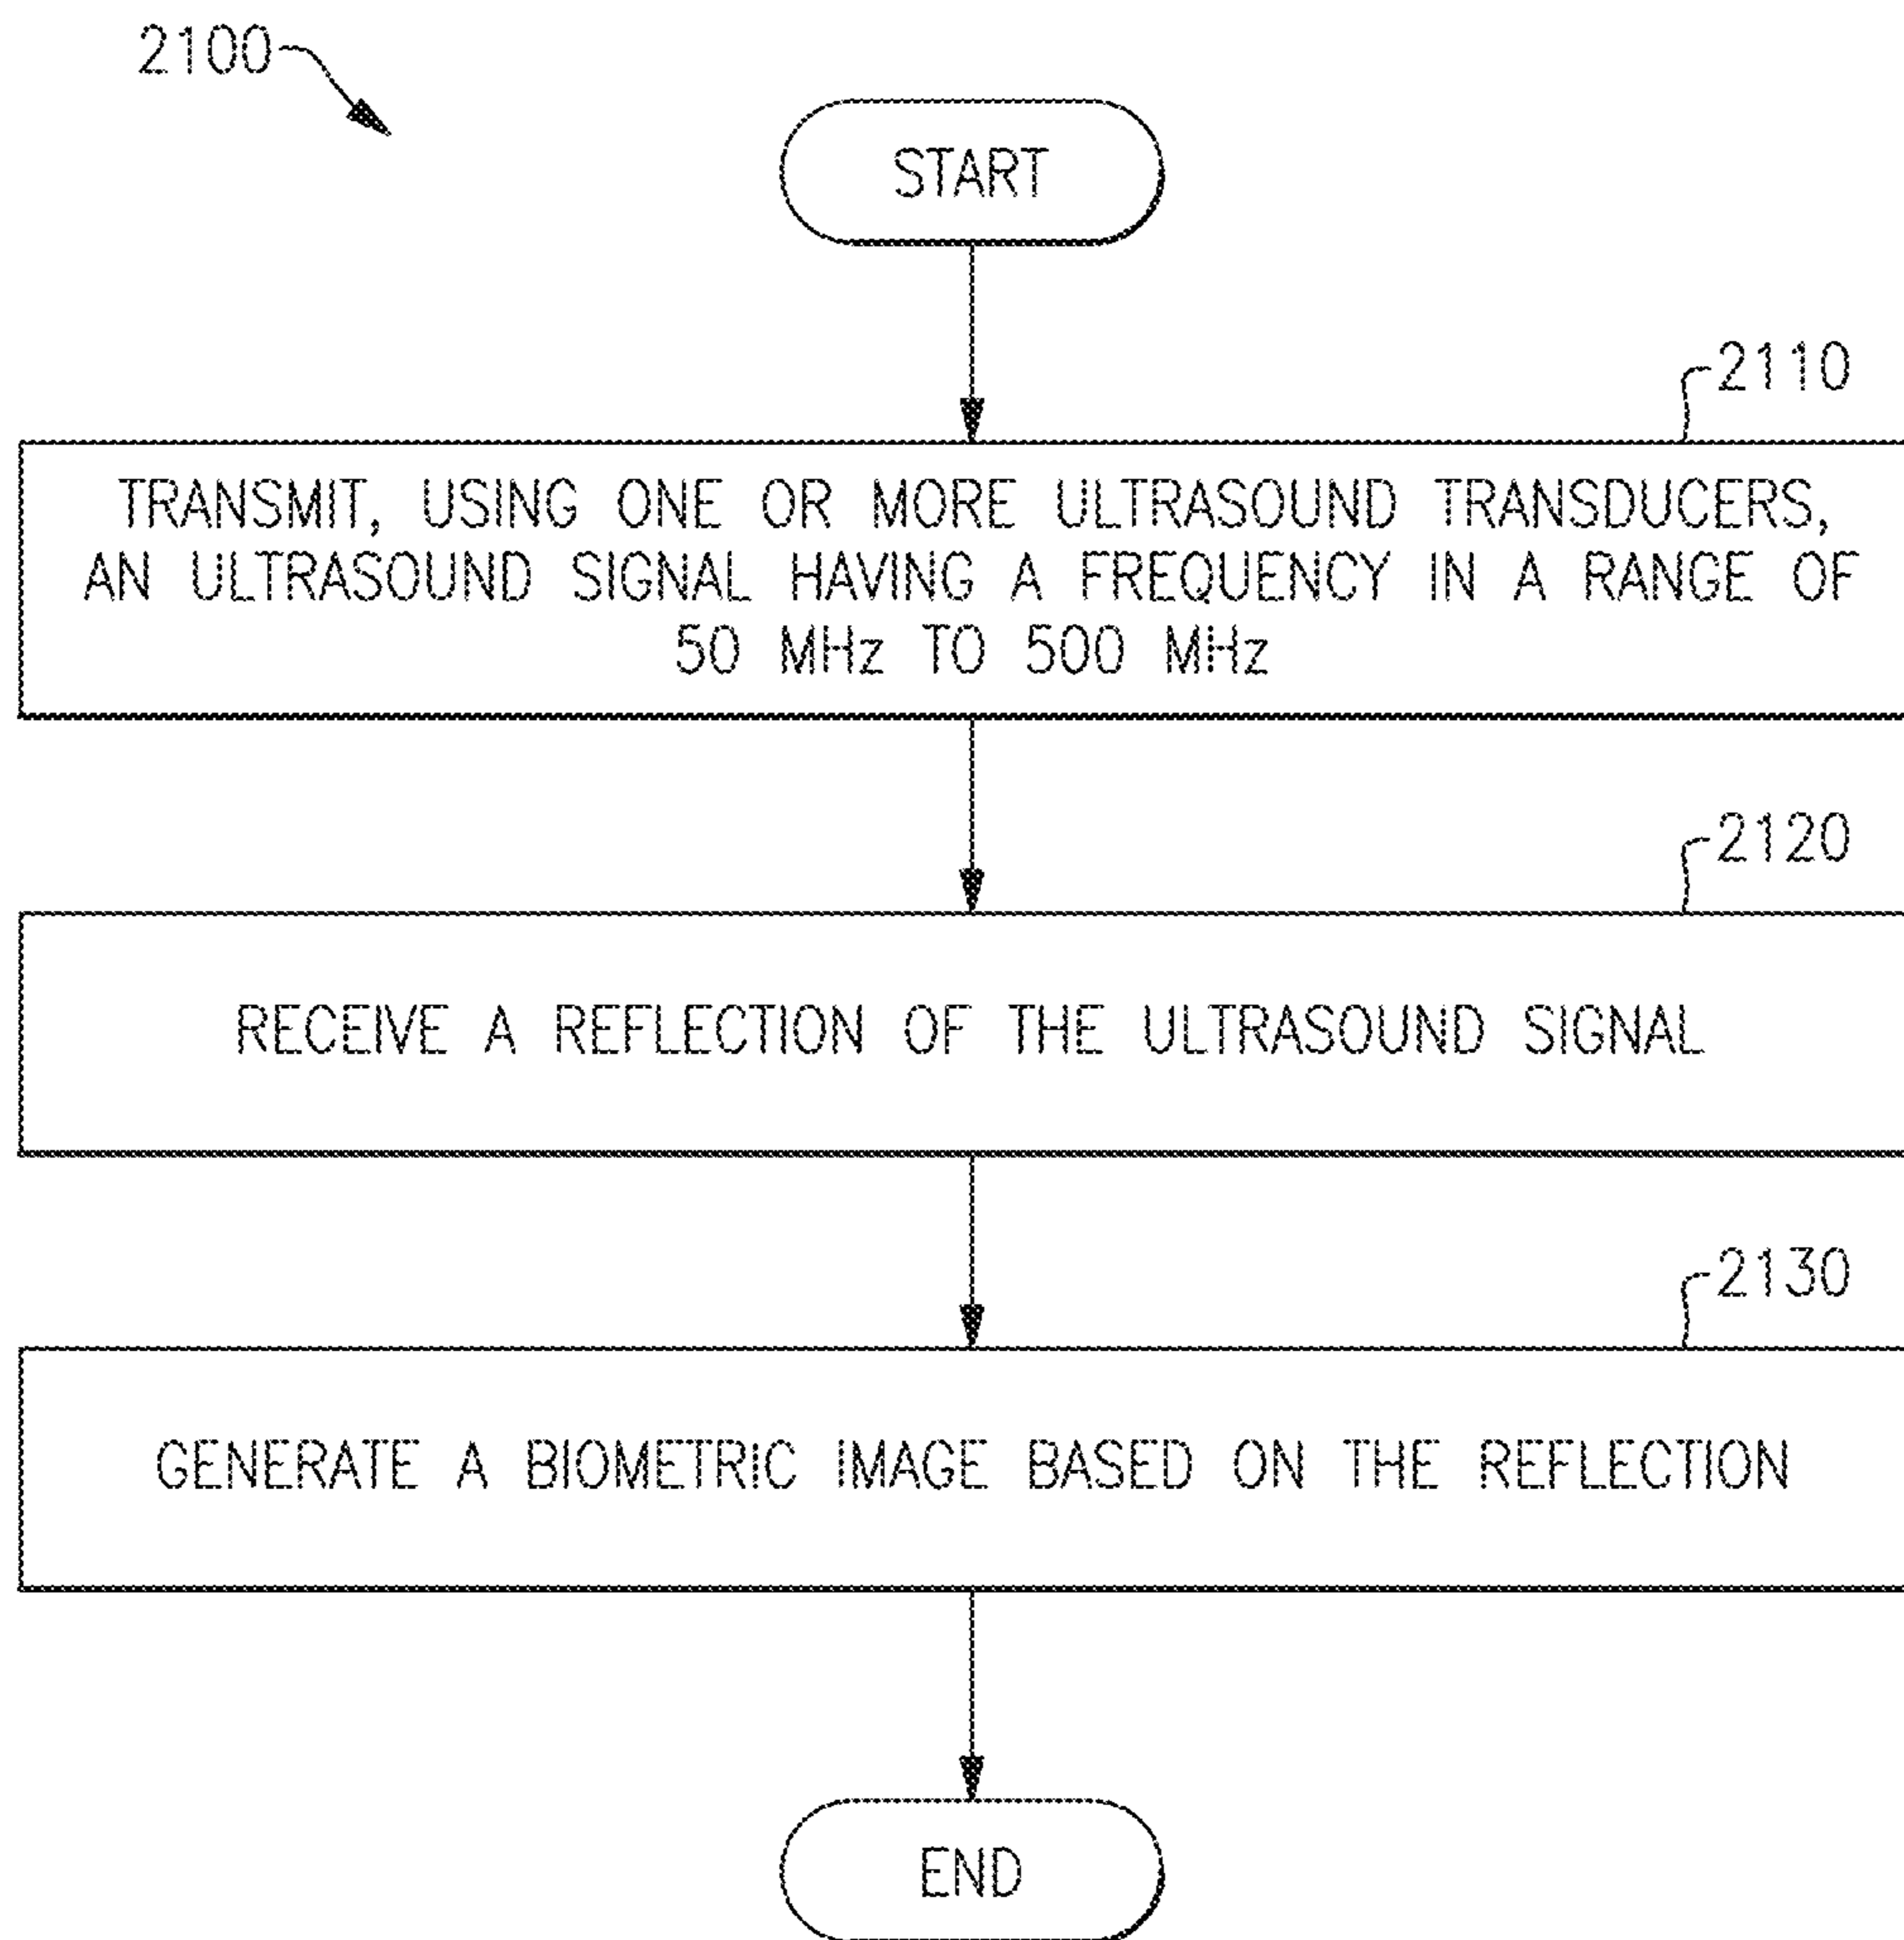 2100
START
2110
TRANSMIT, USING ONE OR MORE ULTRASOUND TRANSDUCERS,
AN ULTRASOUND SIGNAL HAVING A FREQUENCY IN A RANGE OF
50 MHz TO 500 MHz
2120
RECEIVE A REFLECTION OF THE ULTRASOUND SIGNAL
2130
GENERATE A BIOMETRIC IMAGE BASED ON THE REFLECTION
END